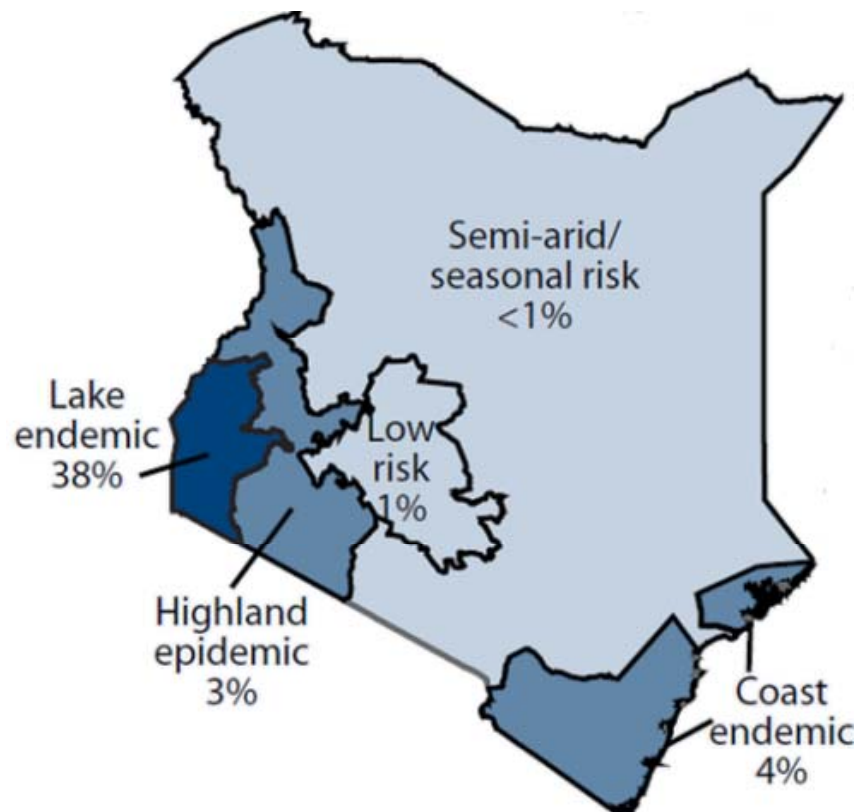 Semi-arid/
seasonal risk
<1%
Lake
endemic
38%
Low
risk
1%
Highland
epidemic
3%
Coast
endemic
4%